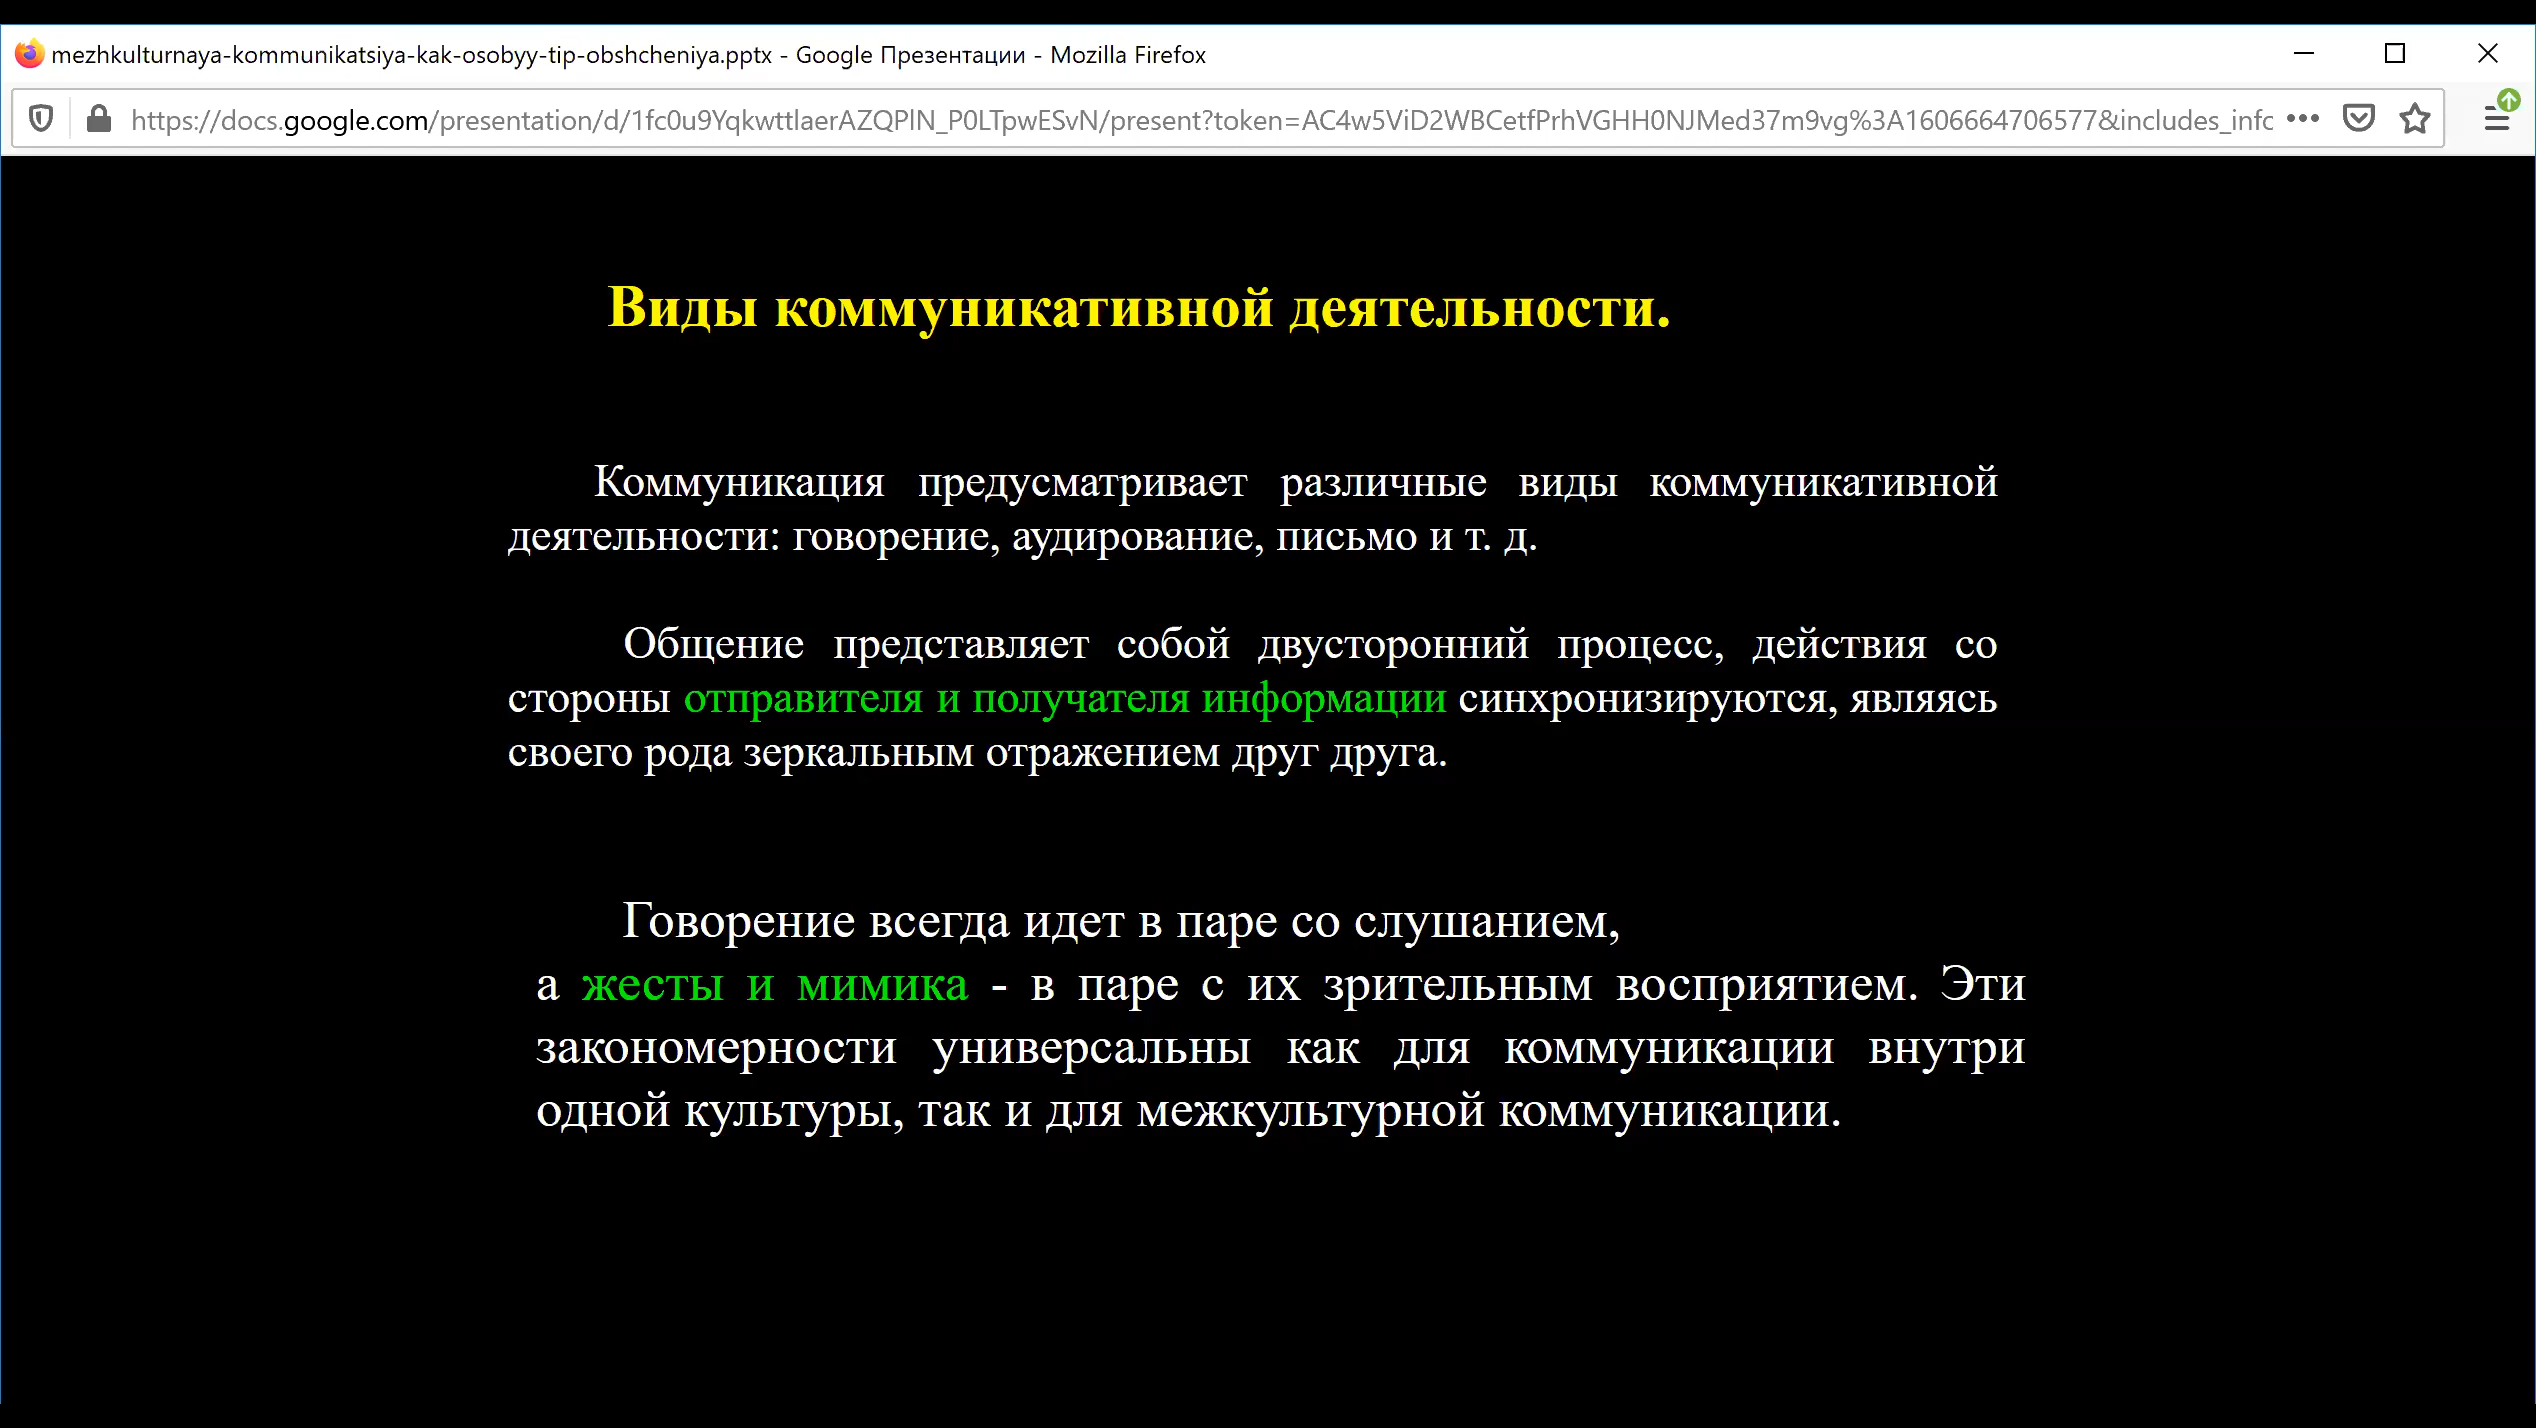 mezhkulturnaya-kommunikatsiya-kak-osobyy-tip-obshcheniya.pptx - Google Презентации - Mozilla Firefox
https://docs.google.com/presentation/d/1fc0u9YqkwttlaerAZQPlN_P0LTpwESvN/present?token=AC4w5ViD2WBCetfPrhVGHH0NJMed37m9vg%3A1606664706577&includes_info
Виды коммуникативной деятельности.
Коммуникация предусматривает различные виды коммуникативной
деятельности: говорение, аудирование, письмо и т. д.
Общение представляет собой двусторонний процесс, действия со
стороны отправителя и получателя информации синхронизируются, являясь
своего рода зеркальным отражением друг друга.
Говорение всегда идет в паре со слушанием,
а жесты и мимика - в паре с их зрительным восприятием. Эти
закономерности универсальны как для коммуникации внутри
одной культуры, так и для межкультурной коммуникации.